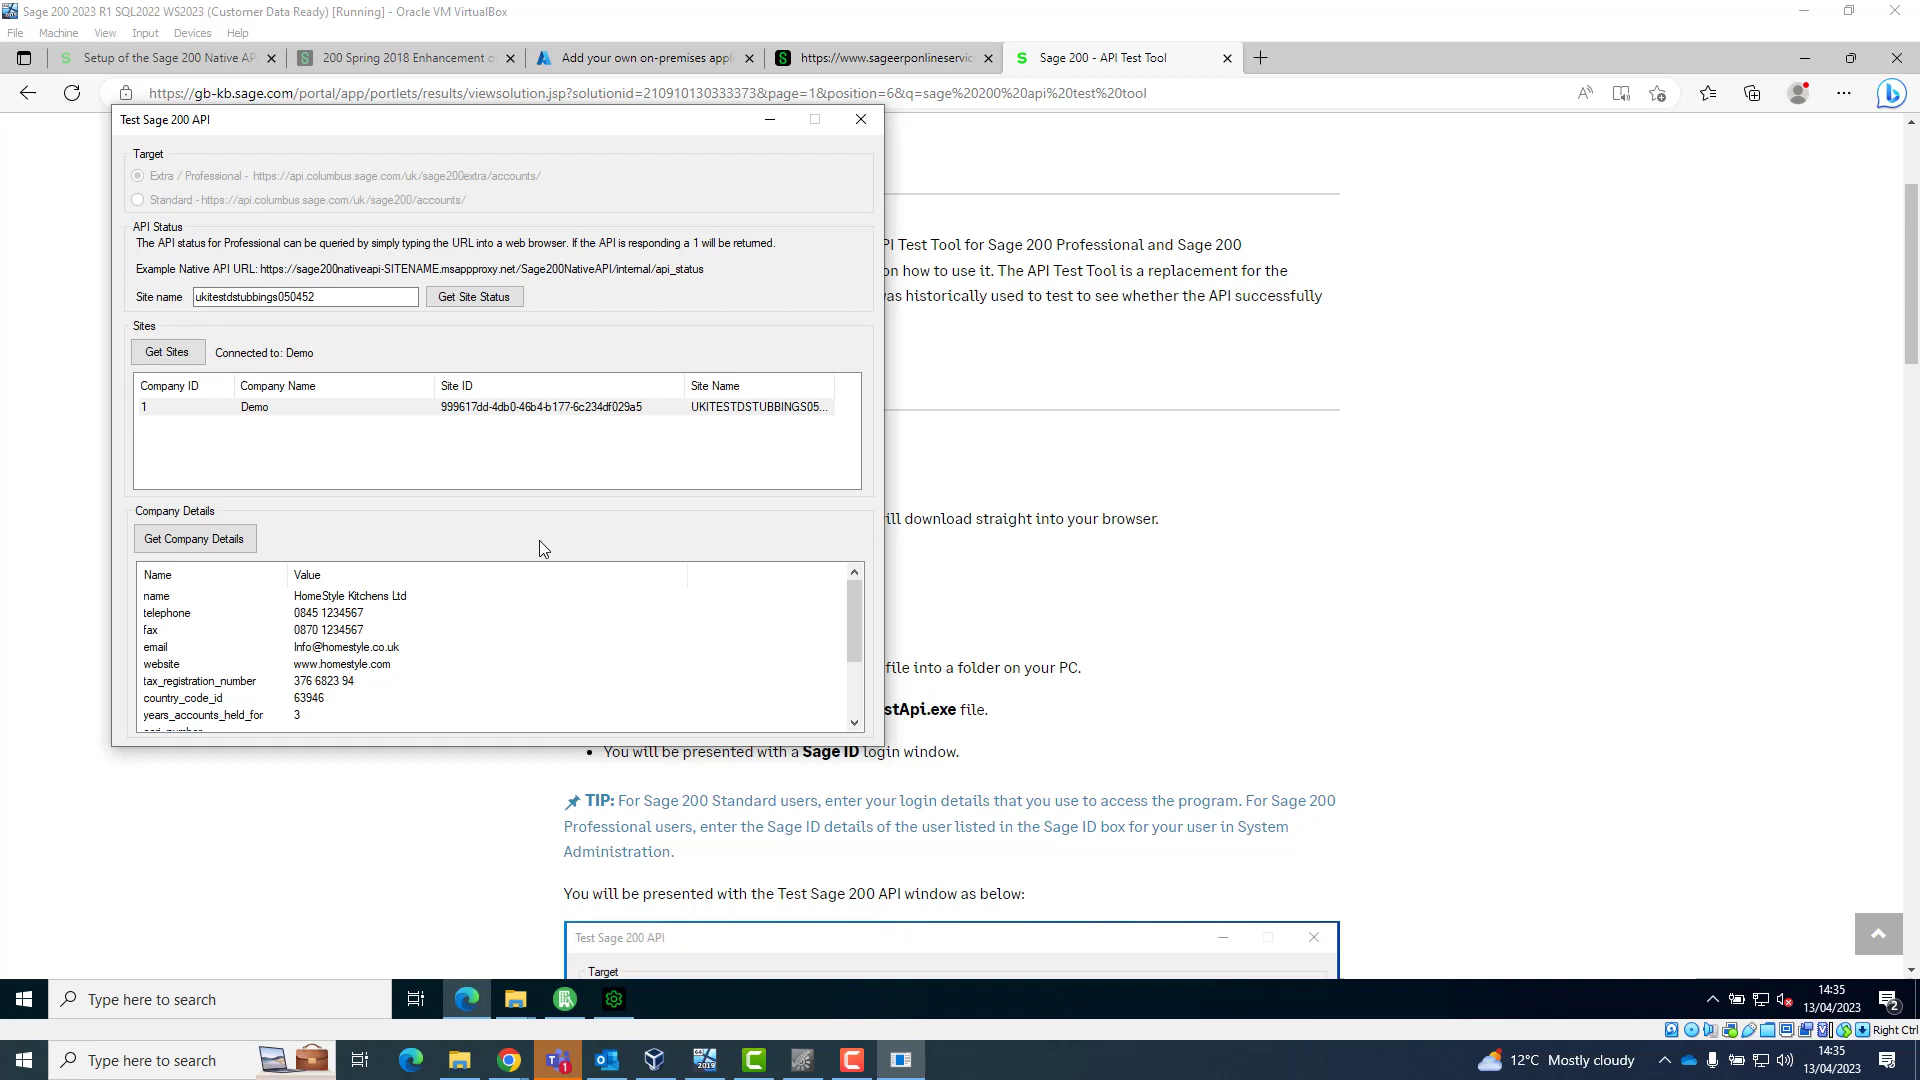 Sage 200 2023 R1 SQL2022 WS2023 (Customer Data Ready) [Running] - Oracle VM VirtualBox
File Machine View Input Devices Help
Setup of the Sage 200 Native AP
200 Spring 2018 Enhancement o
Add your own on-premises appli
https://www.sageerponlineservic
Sage 200 - API Test Tool
https://gb-kb.sage.com/portal/app/portlets/results/viewsolution.jsp?solutionid=210910130333373&page=1&position=6&q=sage%20200%20api%20test%20tool
Test Sage 200 API
Target
Extra / Professional - https://api.columbus.sage.com/uk/sage200extra/accounts/
Standard - https://api.columbus.sage.com/uk/sage200/accounts/
API Status
The API status for Professional can be queried by simply typing the URL into a web browser. If the API is responding a 1 will be returned.
Example Native API URL: https://sage200nativeapi-SITENAME.msappproxy.net/Sage200NativeAPI/internal/api_status
Site name ukitestdstubbings050452 Get Site Status
Sites
Get Sites Connected to: Demo
Company ID Company Name Site ID Site Name
1 Demo 999617dd-4db0-46b4-b177-6c234df029a5 UKITESTDSTUBBINGS05...
Company Details
Get Company Details
Name Value
name HomeStyle Kitchens Ltd
telephone 0845 1234567
fax 0870 1234567
email Info@homestyle.co.uk
website www.homestyle.com
tax_registration_number 376 6823 94
country_code_id 63946
years_accounts_held_for 3
PI Test Tool for Sage 200 Professional and Sage 200
on how to use it. The API Test Tool is a replacement for the
as historically used to test to see whether the API successfully
ill download straight into your browser.
file into a folder on your PC.
stApi.exe file.
• You will be presented with a Sage ID login window.
TIP: For Sage 200 Standard users, enter your login details that you use to access the program. For Sage 200
Professional users, enter the Sage ID details of the user listed in the Sage ID box for your user in System
Administration.
You will be presented with the Test Sage 200 API window as below:
Test Sage 200 API
Target
Type here to search
14:35
13/04/2023
2
Right Ctrl
Type here to search
1
2019
12°C Mostly cloudy
14:35
13/04/2023